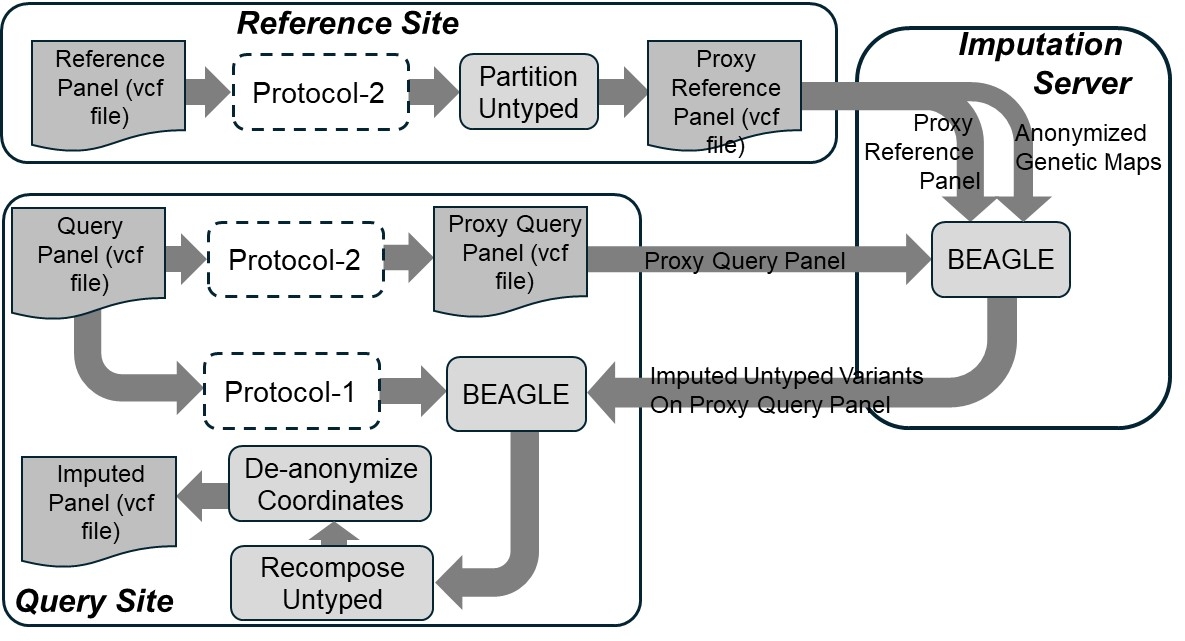 Reference Site
Reference
Panel (vcf
file)
Protocol-2
Partition
Untyped
Proxy
Reference
Panel (vcf
file)
Imputation
Server
Proxy
Reference
Panel
Anonymized
Genetic Maps
BEAGLE
Query
Panel (vcf
file)
Protocol-2
Proxy Query
Panel (vcf
file)
Proxy Query Panel
Protocol-1
BEAGLE
Imputed Untyped Variants
On Proxy Query Panel
Imputed
Panel (vcf
file)
De-anonymize
Coordinates
Recompose
Untyped
Query Site